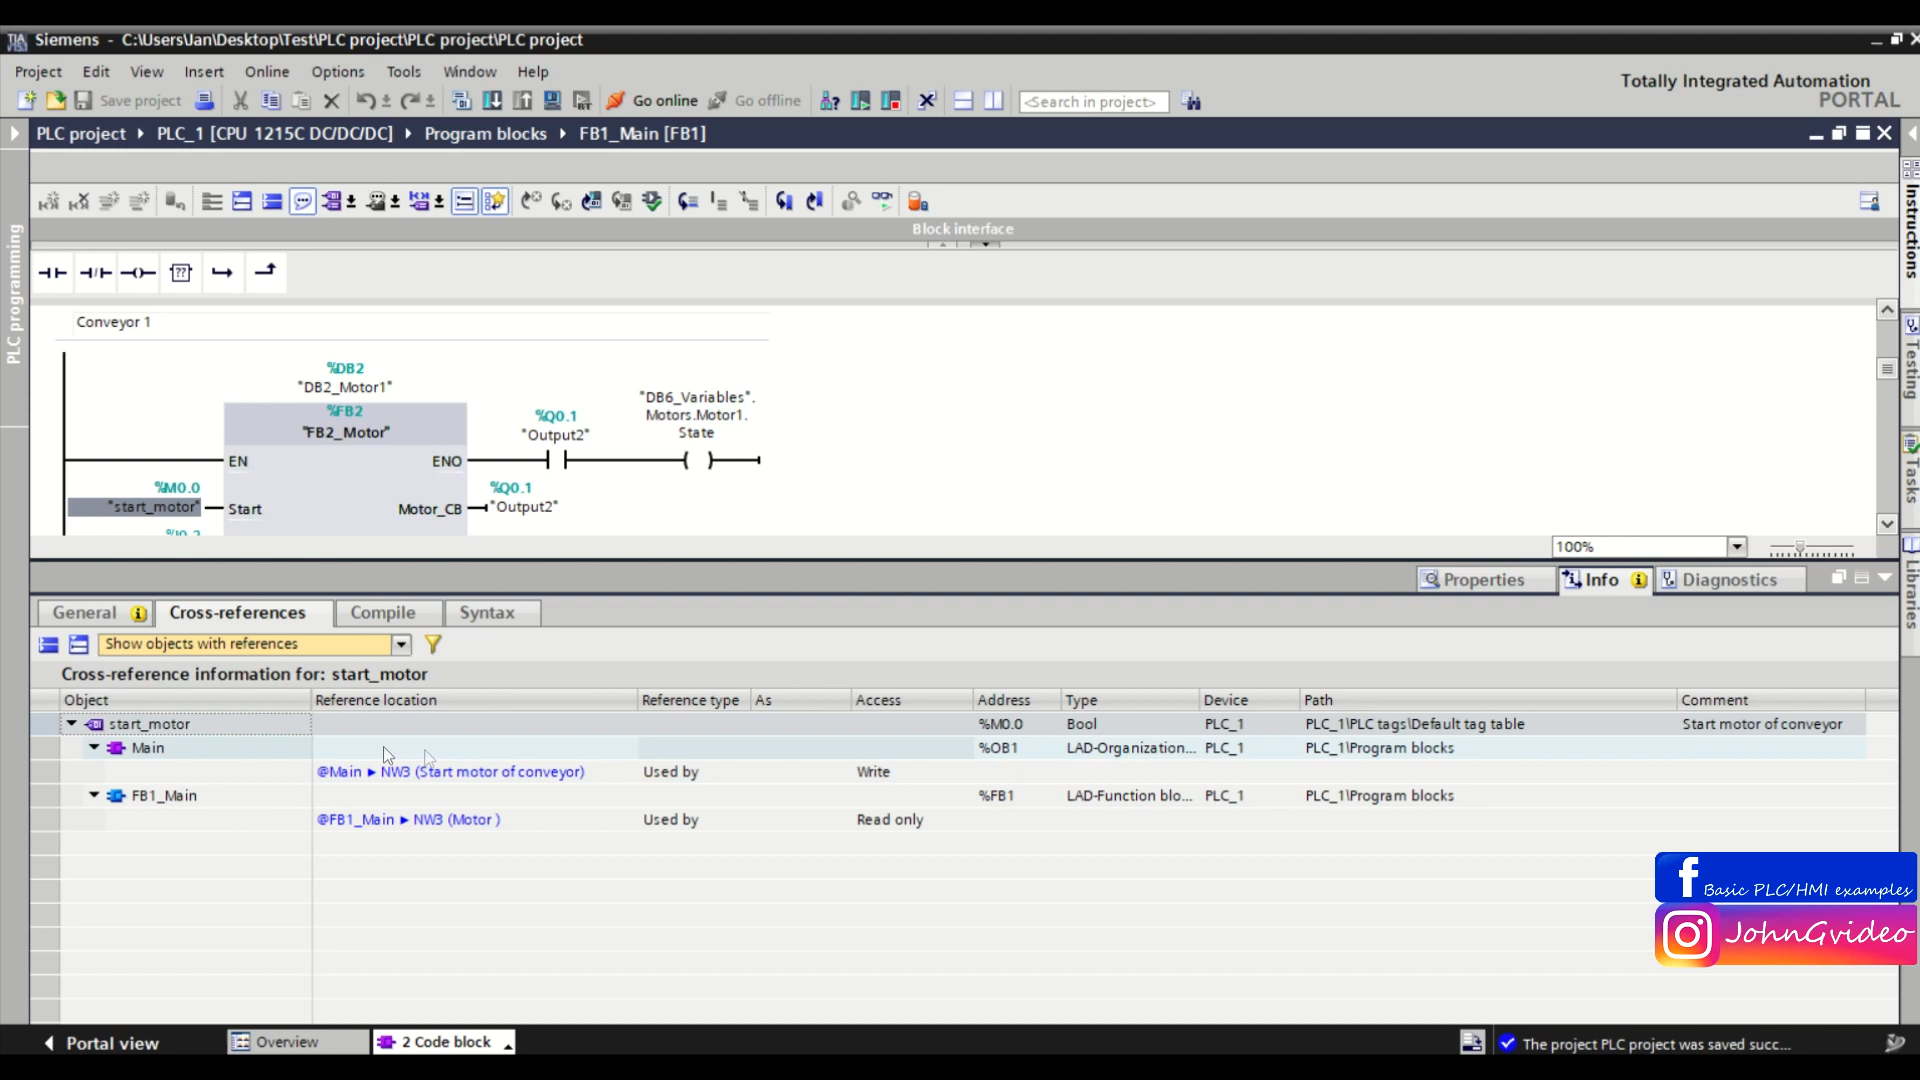 Siemens - C:\Users\Jan\Desktop\Test\PLC project\PLC project\PLC project
Project Edit View Insert Online Options Tools Window Help
Totally Integrated Automation
PORTAL
Save project Go online Go offline <Search in project>
PLC project PLC_1 [CPU 1215C DC/DC/DC] Program blocks FB1_Main [FB1]
Block interface
PLC programming
Instructions
Testing
Tasks
Libraries
Conveyor 1
%DB2
"DB2_Motor1"
%FB2
"FB2_Motor"
EN ENO
%Q0.1
"Output2"
"DB6_Variables".
Motors.Motor1.
State
%M0.0
"start_motor" Start
Motor_CB
%Q0.1
"Output2"
100%
Properties Info Diagnostics
General Cross-references Compile Syntax
Show objects with references
Cross-reference information for: start_motor
Object Reference location Reference type As Access Address Type Device Path Comment
start_motor %M0.0 Bool PLC_1 PLC_1\PLC tags\Default tag table Start motor of conveyor
Main %OB1 LAD-Organization... PLC_1 PLC_1\Program blocks
@Main ▶ NW3 (Start motor of conveyor) Used by Write
FB1_Main %FB1 LAD-Function blo... PLC_1 PLC_1\Program blocks
@FB1_Main ▶ NW3 (Motor ) Used by Read only
f Basic PLC/HMI examples
JohnGvideo
Portal view Overview 2 Code block The project PLC project was saved succ...